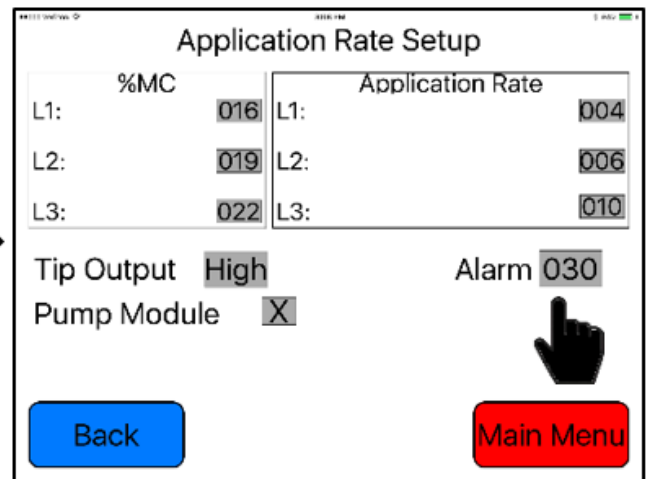 Application Rate Setup
%MC
L1: 016
L2: 019
L3: 022
Application Rate
L1: 004
L2: 006
L3: 010
Tip Output High
Alarm 030
Pump Module X
Back
Main Menu